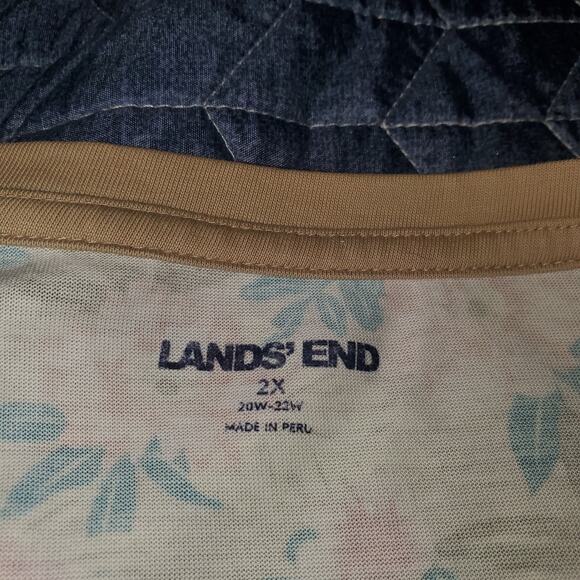 LANDS' END
2X
20W-22W
MADE IN PERU